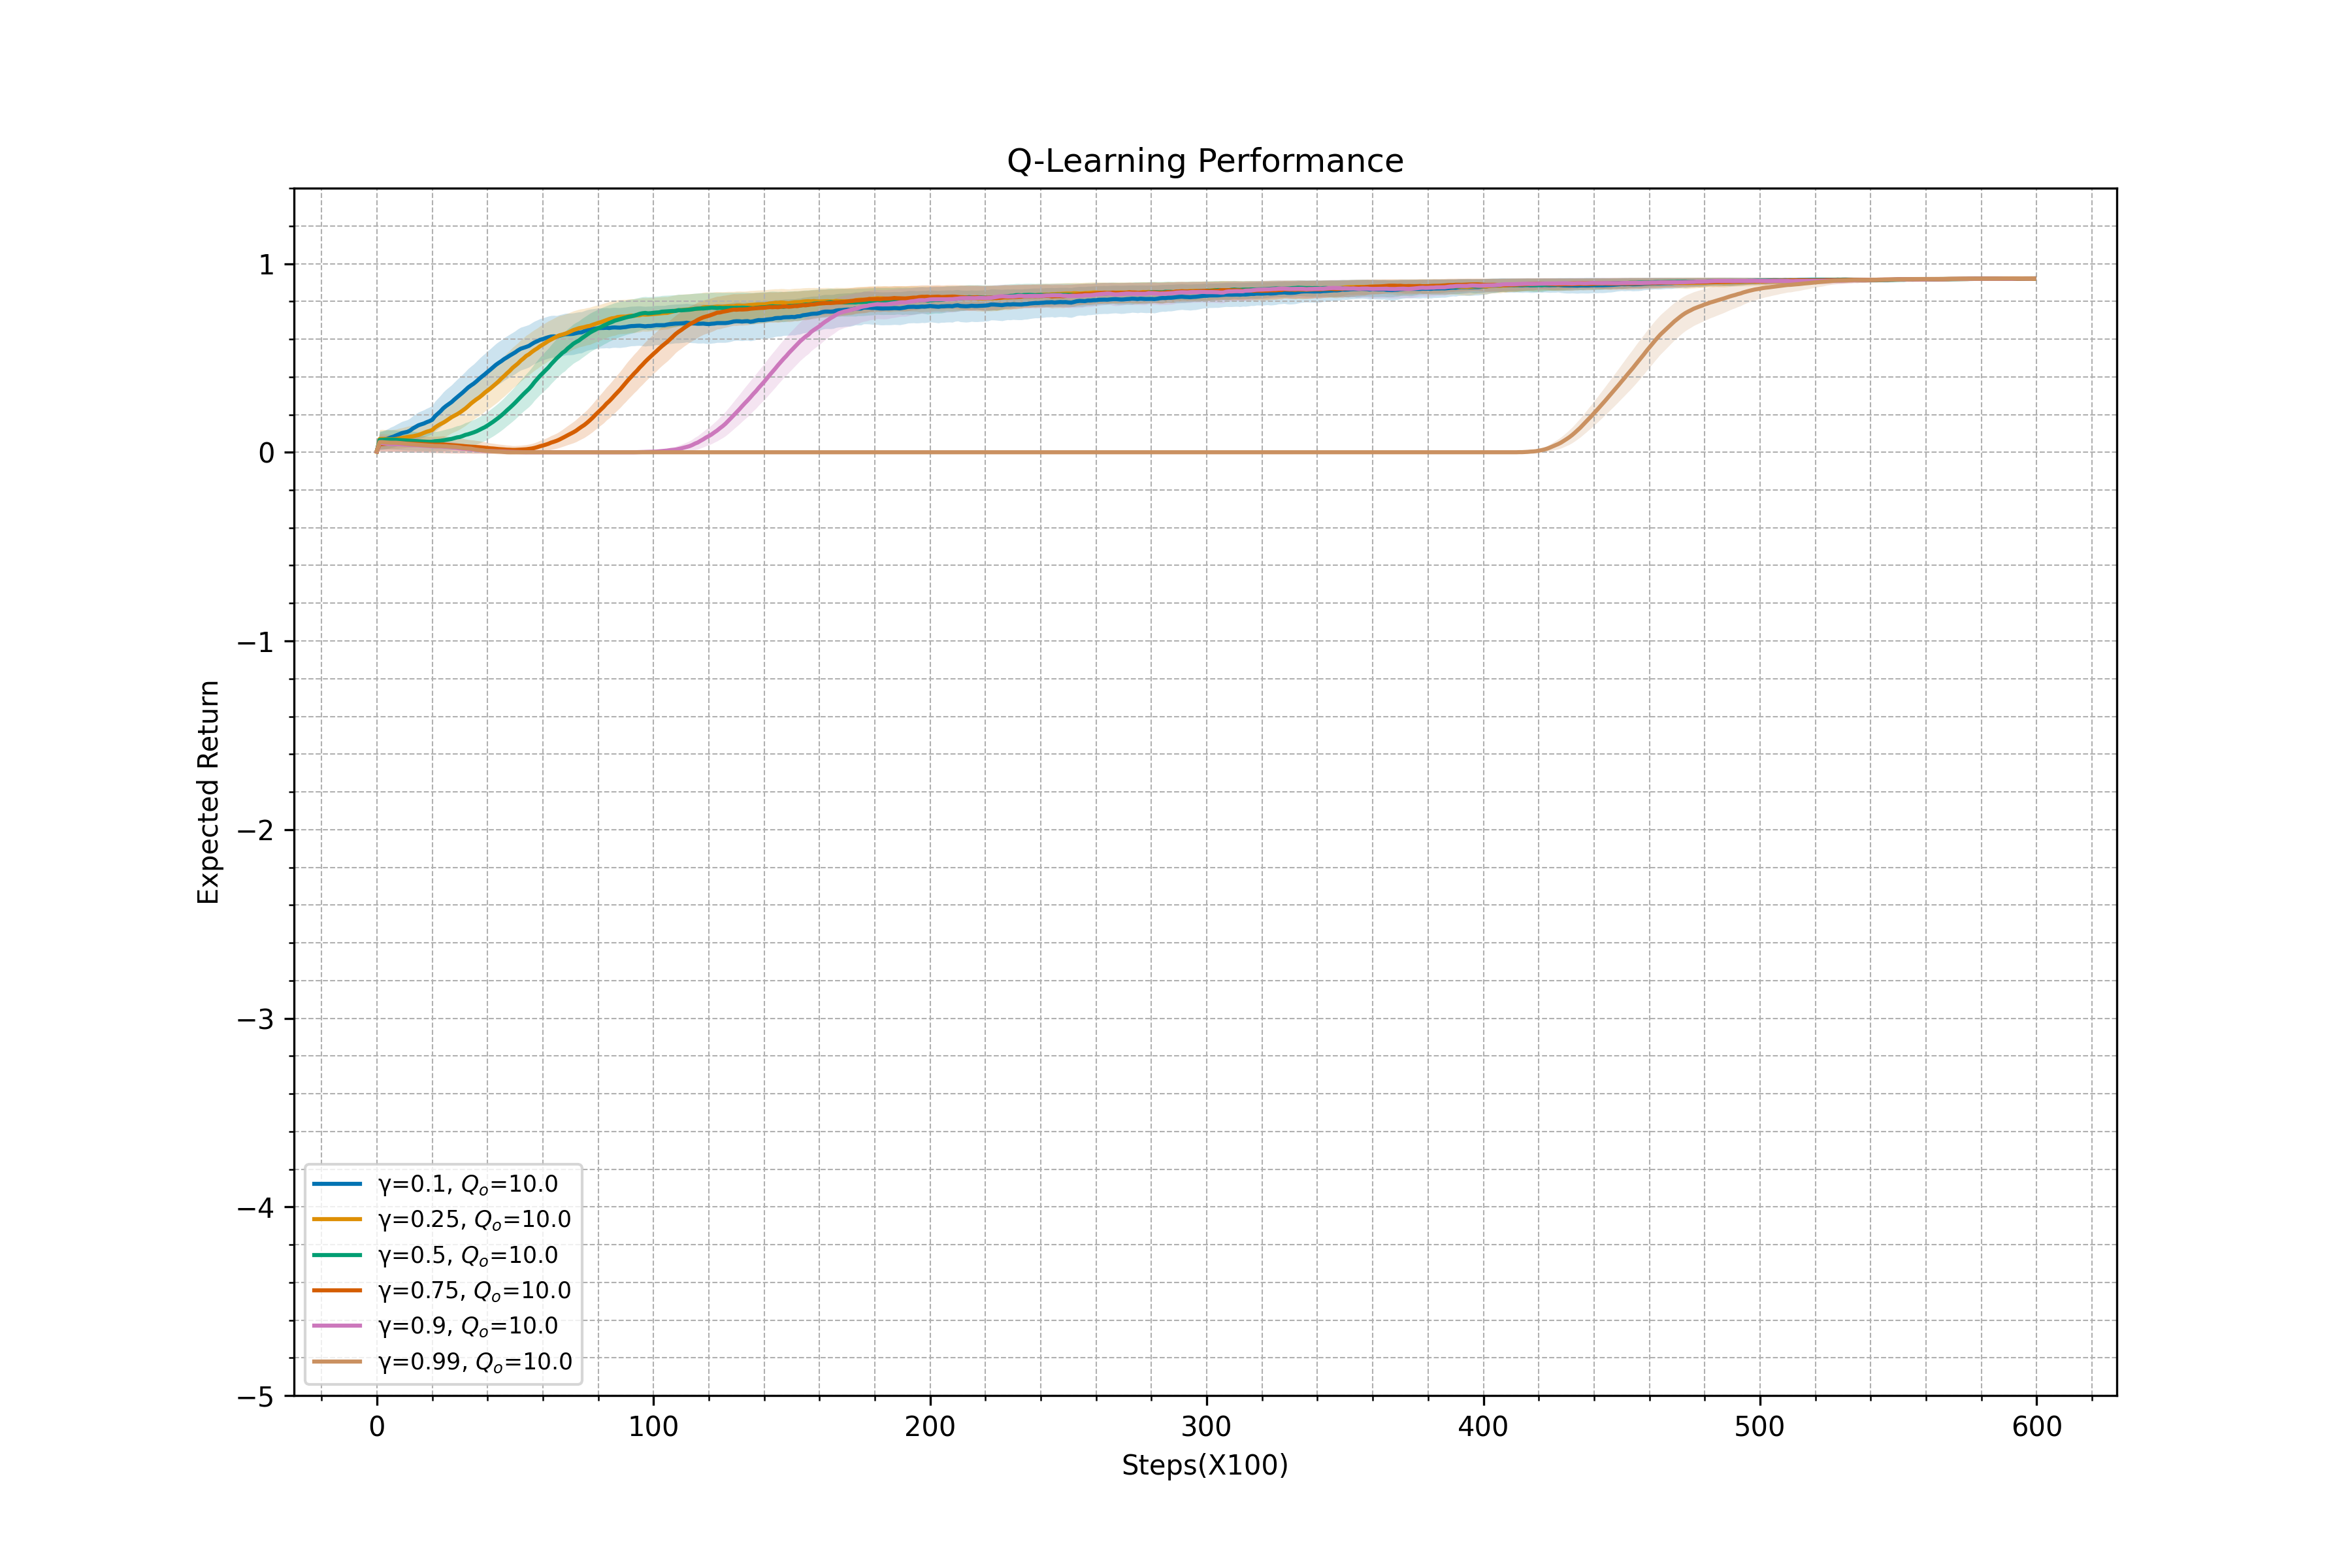 Q-Learning Performance
Expected Return
1
0
−1
−2
−3
−4
−5
γ=0.1, Qo=10.0
γ=0.25, Qo=10.0
γ=0.5, Qo=10.0
γ=0.75, Qo=10.0
γ=0.9, Qo=10.0
γ=0.99, Qo=10.0
0 100 200 300 400 500 600
Steps(X100)